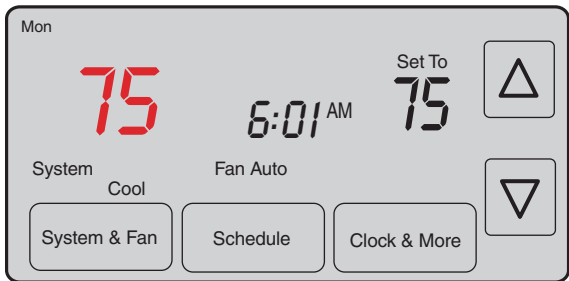 Mon
Set To
75 6:01 AM 75
System Fan Auto
Cool
System & Fan Schedule Clock & More